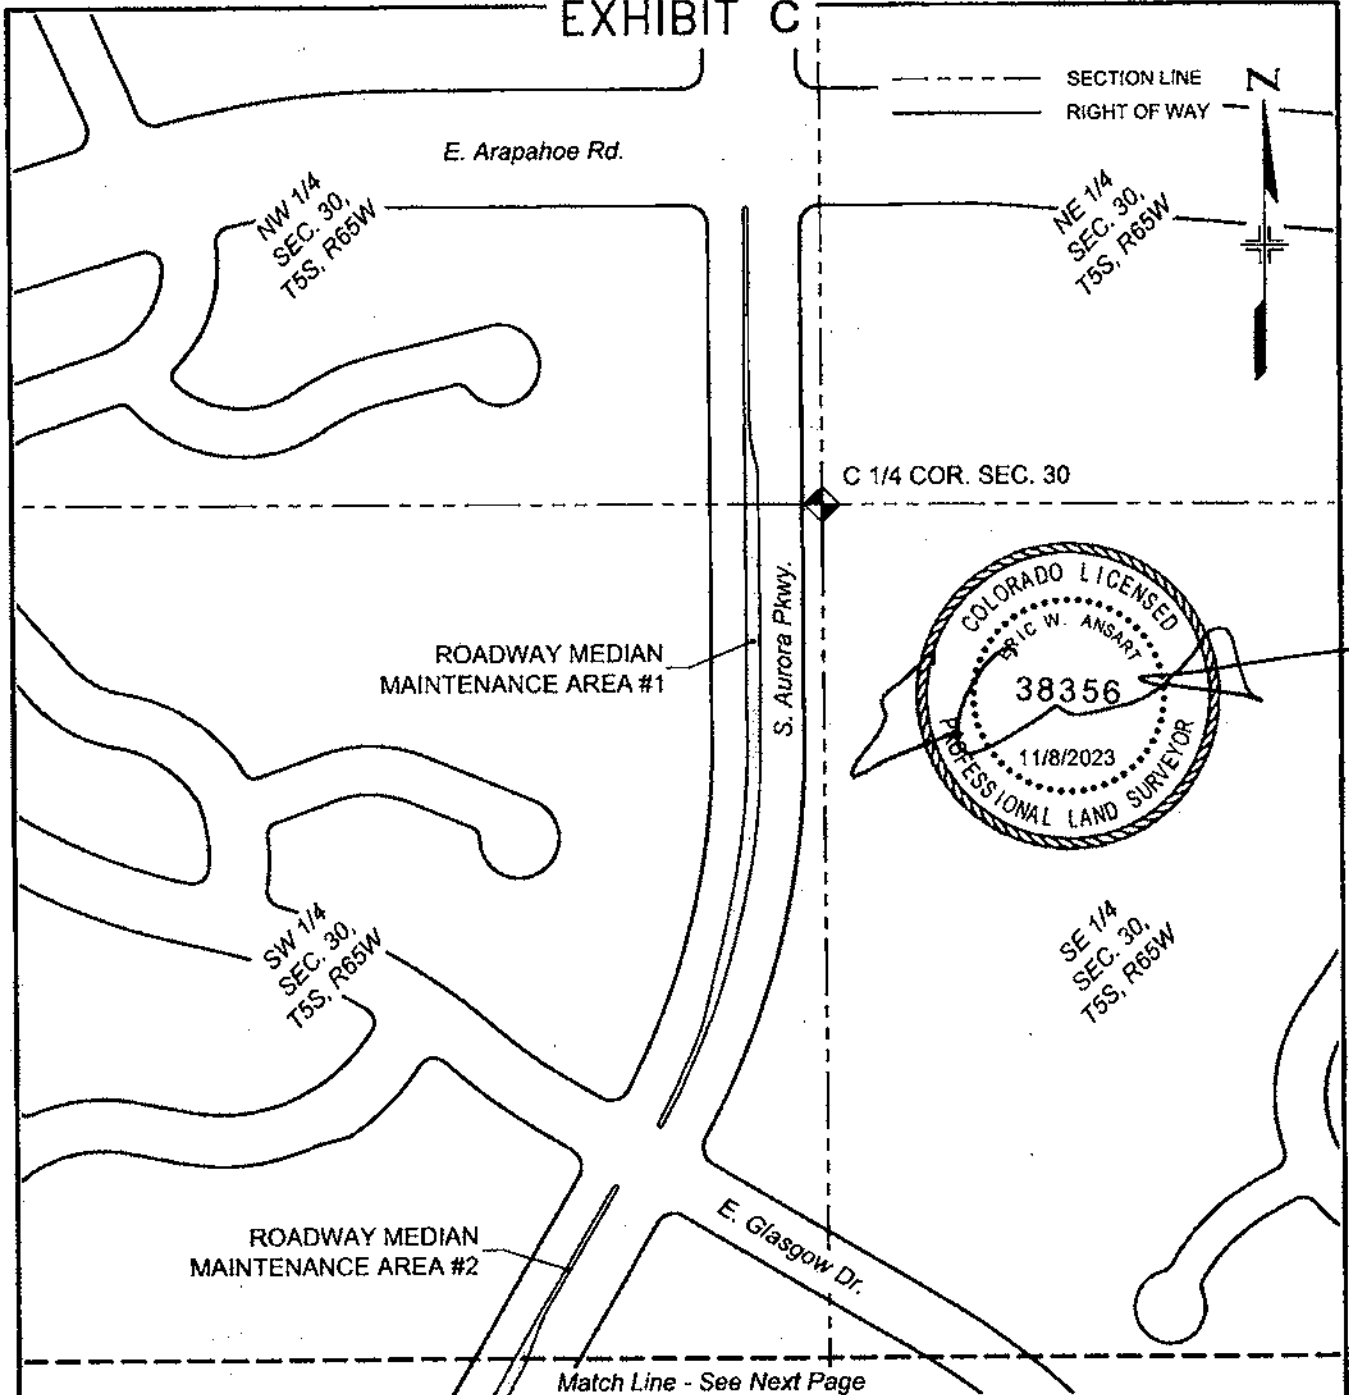 EXHIBIT C
SECTION LINE
RIGHT OF WAY
N
E. Arapahoe Rd.
NW 1/4
SEC. 30,
T5S, R65W
NE 1/4
SEC. 30,
T5S, R65W
C 1/4 COR. SEC. 30
S. Aurora Pkwy.
ROADWAY MEDIAN
MAINTENANCE AREA #1
COLORADO LICENSED
ERIC W. ANSART
38356
11/8/2023
PROFESSIONAL LAND SURVEYOR
SW 1/4
SEC. 30,
T5S, R65W
SE 1/4
SEC. 30,
T5S, R65W
ROADWAY MEDIAN
MAINTENANCE AREA #2
E. Glasgow Dr.
Match Line - See Next Page